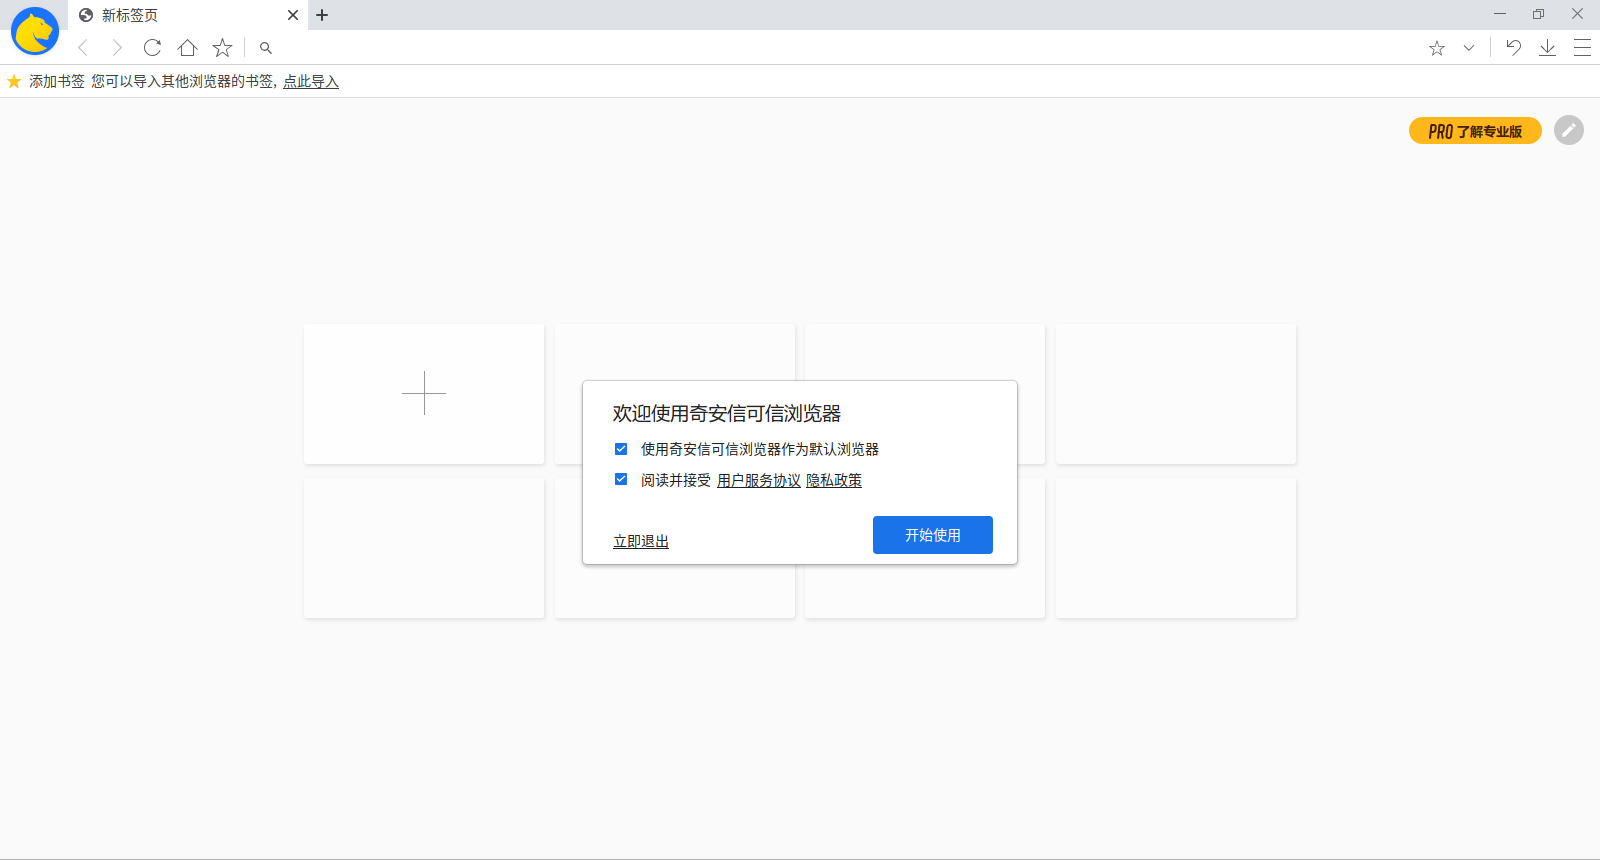 新标签页
添加书签 您可以导入其他浏览器的书签, 点此导入
PRO 了解专业版
欢迎使用奇安信可信浏览器
使用奇安信可信浏览器作为默认浏览器
阅读并接受 用户服务协议 隐私政策
立即退出
开始使用